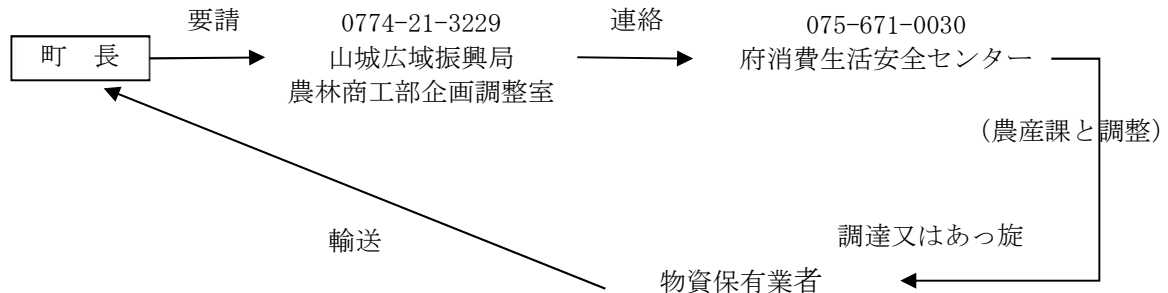 要請
0774-21-3229
連絡
075-671-0030
町　長
山城広域振興局
府消費生活安全センター
農林商工部企画調整室
（農産課と調整）
輸送
調達又はあっ旋
物資保有業者